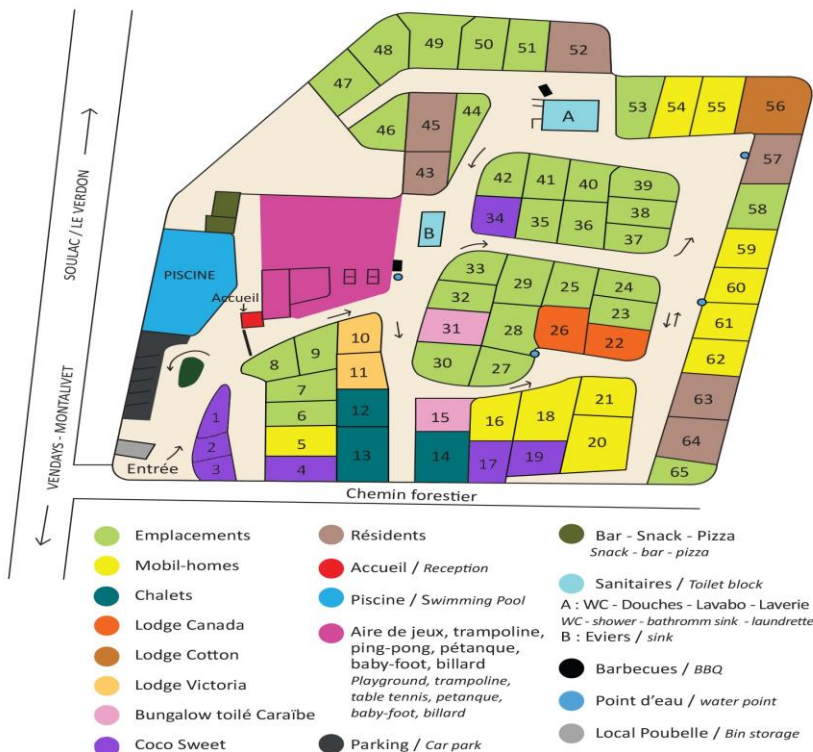 47
48
49
50
51
52
53
54
55
56
46
45
44
43
A
57
42
41
40
39
38
37
34
35
36
58
B
59
60
61
62
63
64
65
SOULAC / LE VERDON
VENDAYS - MONTALIVET
PISCINE
Accueil
33
32
31
30
29
28
27
25
26
24
23
22
10
11
12
13
9
8
7
6
5
4
1
2
3
15
14
16
17
18
19
21
20
Entrée
Chemin forestier
Emplacements
Mobil-homes
Chalets
Lodge Canada
Lodge Cotton
Lodge Victoria
Bungalow toilé Caraïbe
Coco Sweet
Résidents
Accueil / Reception
Piscine / Swimming Pool
Aire de jeux, trampoline,
ping-pong, pétanque,
baby-foot, billard
Playground, trampoline,
table tennis, petanque,
baby-foot, billard
Parking / Car park
Bar - Snack - Pizza
Snack - bar - pizza
Sanitaires / Toilet block
A : WC - Douches - Lavabo - Laverie
WC - shower - bathromm sink - laundrette
B : Eviers / sink
Barbecues / BBQ
Point d'eau / water point
Local Poubelle / Bin storage